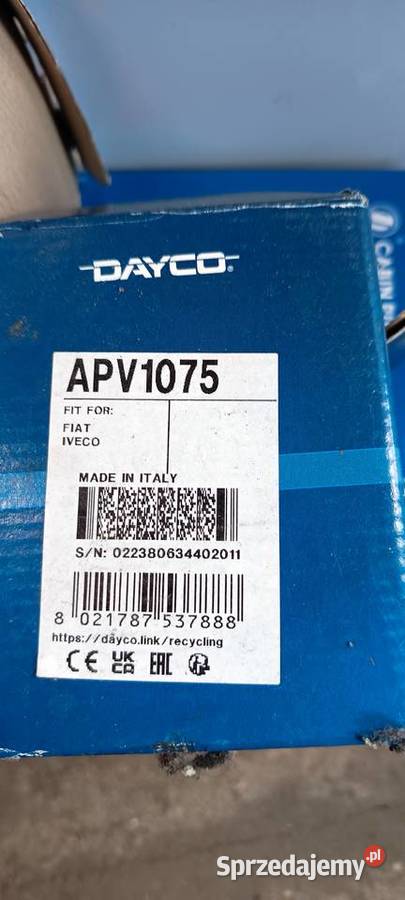 DAYCO
CABIN
APV1075
FIT FOR:
FIAT
IVECO
MADE IN ITALY
S/N: 022380634402011
8 021787 537888
https://dayco.link/recycling
CE UK CA EAC
Sprzedajemy.pl